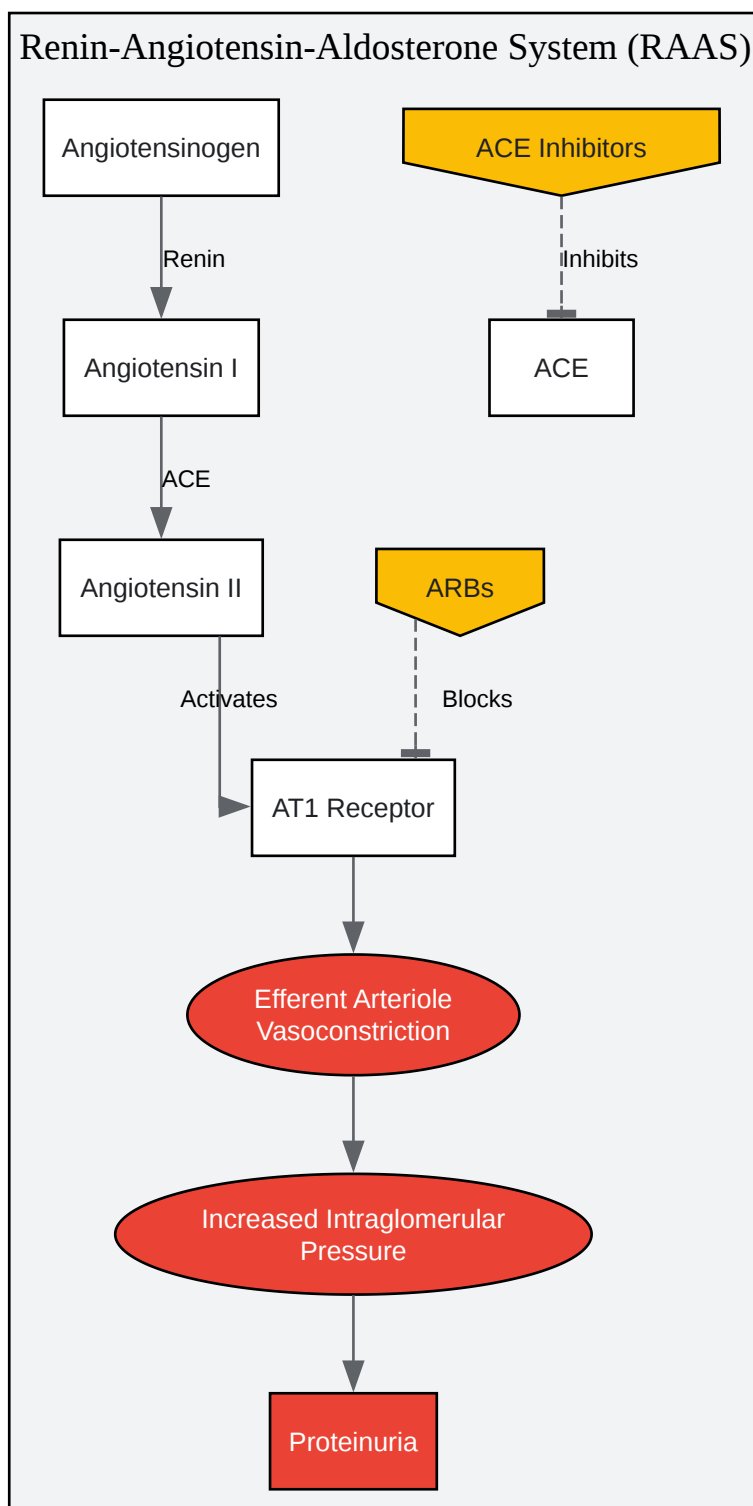 Renin-Angiotensin-Aldosterone System (RAAS)
Angiotensinogen
ACE Inhibitors
Renin
Inhibits
Angiotensin I
ACE
ACE
Angiotensin II
ARBs
Activates
Blocks
AT1 Receptor
Efferent Arteriole
Vasoconstriction
Increased Intraglomerular
Pressure
Proteinuria